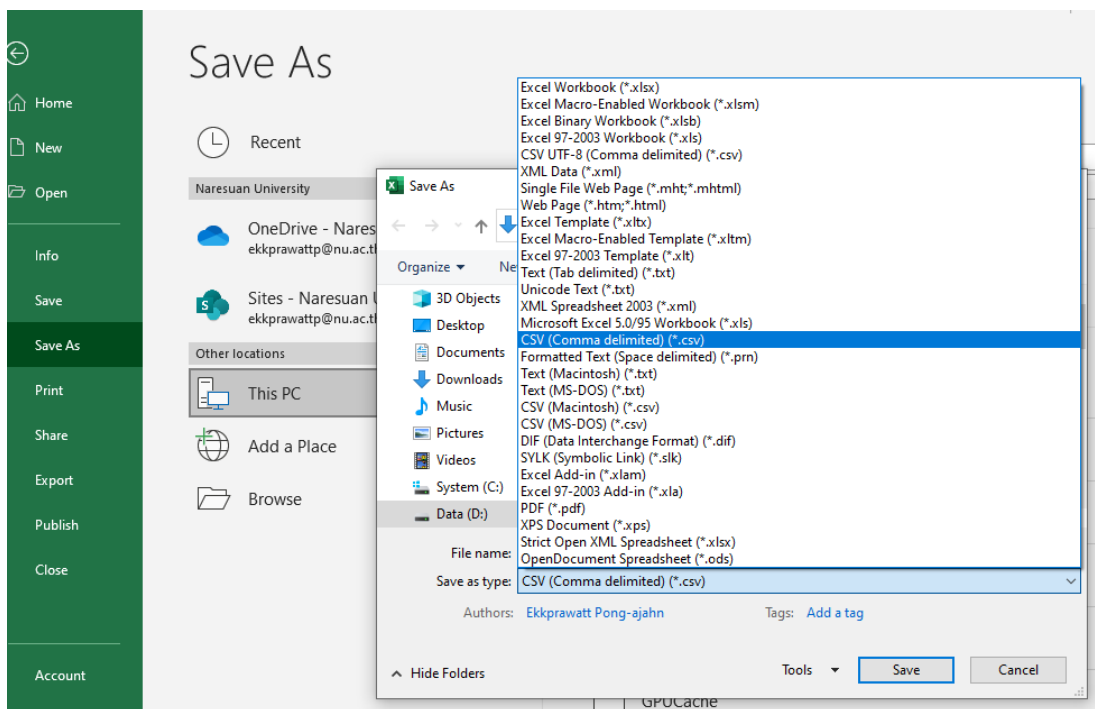 Save As
Home
New
Open
Info
Save
Save As
Print
Share
Export
Publish
Close
Account
Recent
Naresuan University
OneDrive - Nares
ekkprawattp@nu.ac.tl
Sites - Naresuan
ekkprawattp@nu.ac.tl
Other locations
This PC
Add a Place
Browse
Save As
Organize
Ne
3D Objects
Desktop
Documents
Downloads
Music
Pictures
Videos
System (C:)
Data (D:)
Excel Workbook (*.xlsx)
Excel Macro-Enabled Workbook (*.xlsm)
Excel Binary Workbook (*.xlsb)
Excel 97-2003 Workbook (*.xls)
CSV UTF-8 (Comma delimited) (*.csv)
XML Data (*.xml)
Single File Web Page (*.mht;*.mhtml)
Web Page (*.htm;*.html)
Excel Template (*.xltx)
Excel Macro-Enabled Template (*.xltm)
Excel 97-2003 Template (*.xlt)
Text (Tab delimited) (*.txt)
Unicode Text (*.txt)
XML Spreadsheet 2003 (*.xml)
Microsoft Excel 5.0/95 Workbook (*.xls)
CSV (Comma delimited) (*.csv)
Formatted Text (Space delimited) (*.prn)
Text (Macintosh) (*.txt)
Text (MS-DOS) (*.txt)
CSV (Macintosh) (*.csv)
CSV (MS-DOS) (*.csv)
DIF (Data Interchange Format) (*.dif)
SYLK (Symbolic Link) (*.slk)
Excel Add-in (*.xlam)
Excel 97-2003 Add-in (*.xla)
PDF (*.pdf)
XPS Document (*.xps)
Strict Open XML Spreadsheet (*.xlsx)
OpenDocument Spreadsheet (*.ods)
File name:
Save as type: CSV (Comma delimited) (*.csv)
Authors: Ekkprawatt Pong-ajahn Tags: Add a tag
Hide Folders Tools Save Cancel
GPUCache